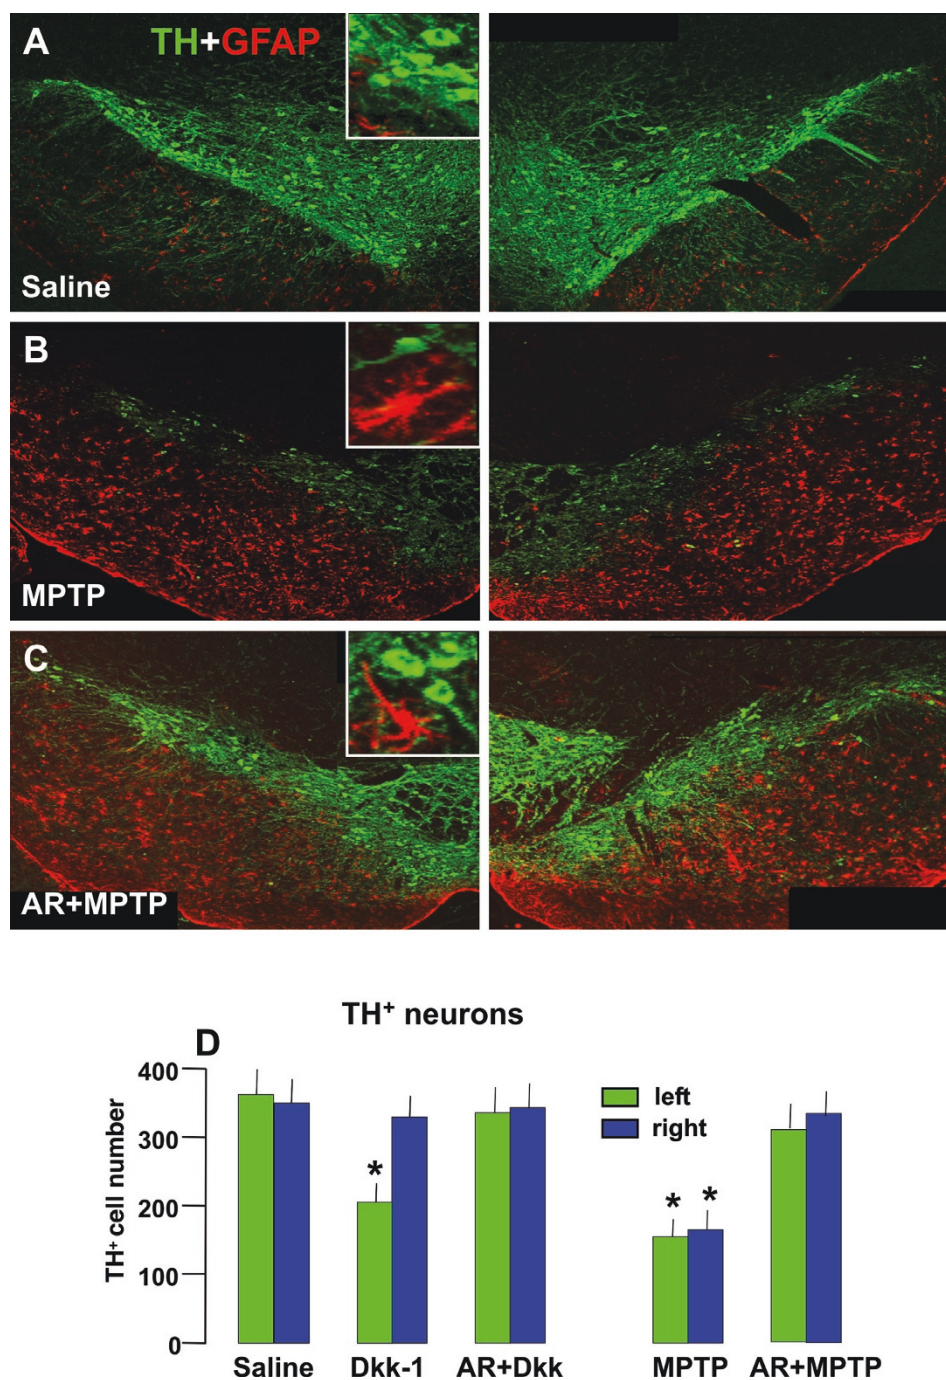 A TH+GFAP
Saline
B
MPTP
C
AR+MPTP
TH+ neurons
D
TH+ cell number
400
300
200
100
0
left
right
*
* *
Saline Dkk-1 AR+Dkk MPTP AR+MPTP